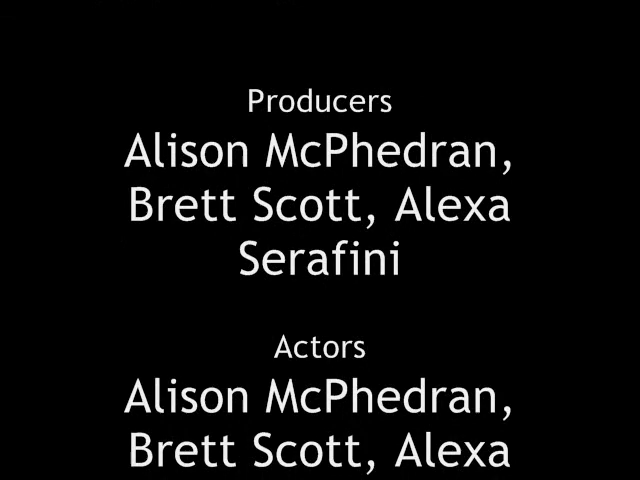 Producers
Alison McPhedran,
Brett Scott, Alexa
Serafini
Actors
Alison McPhedran,
Brett Scott, Alexa